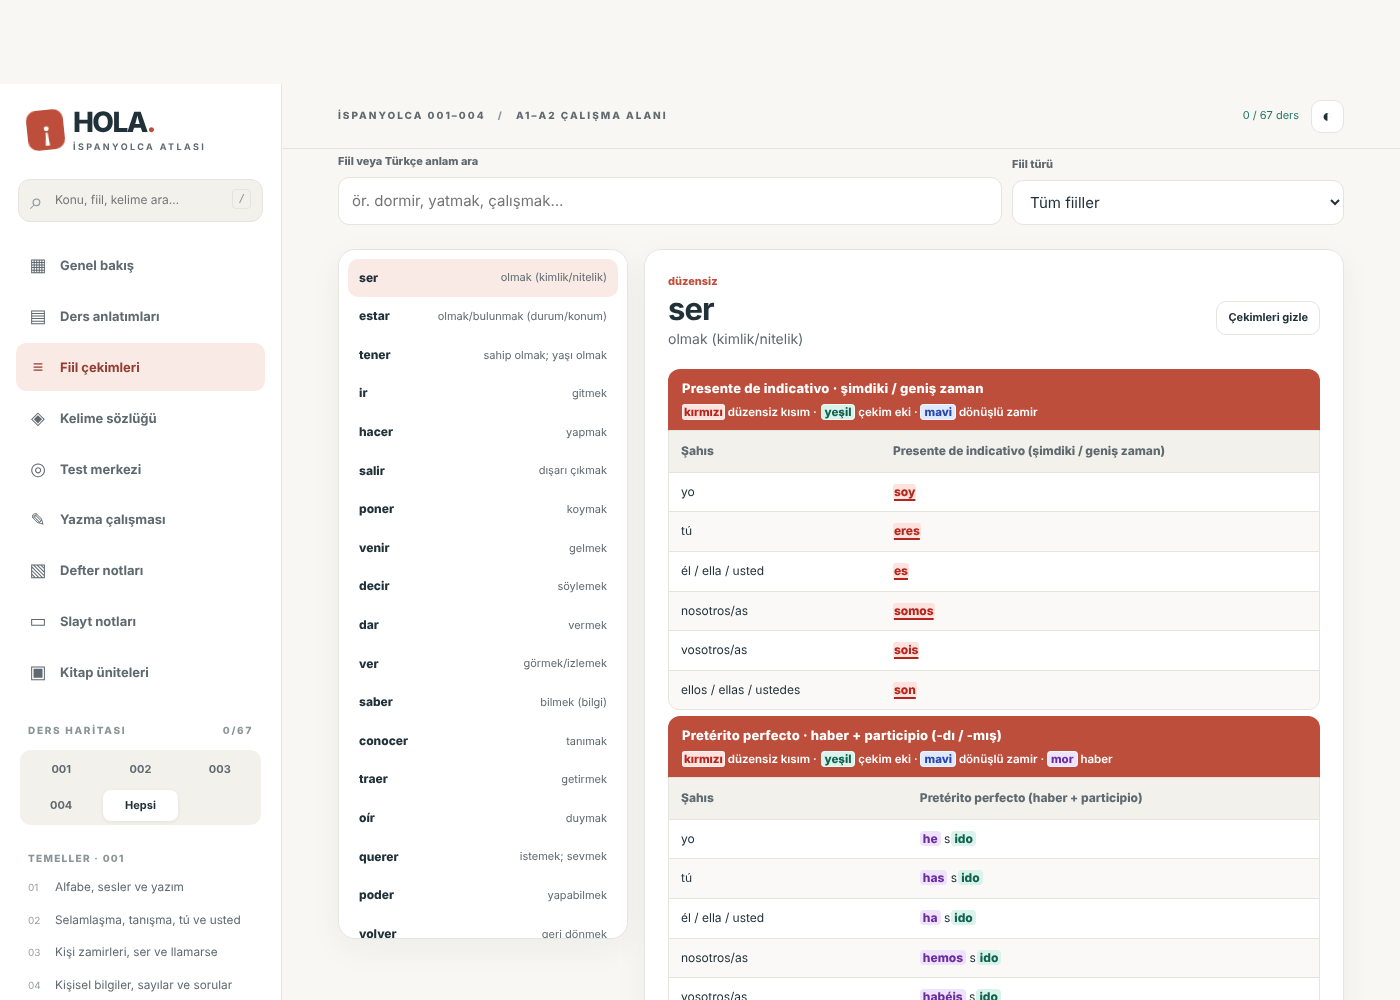 ¡ HOLA.
İSPANYOLCA ATLASI
Konu, fiil, kelime ara... /
Genel bakış
Ders anlatımları
Fiil çekimleri
Kelime sözlüğü
Test merkezi
Yazma çalışması
Defter notları
Slayt notları
Kitap üniteleri
DERS HARİTASI 0/67
001 002 003
004 Hepsi
TEMELLER · 001
01 Alfabe, sesler ve yazım
02 Selamlaşma, tanışma, tú ve usted
03 Kişi zamirleri, ser ve llamarse
04 Kişisel bilgiler, sayılar ve sorular
İSPANYOLCA 001–004 / A1–A2 ÇALIŞMA ALANI
0 / 67 ders
Fiil veya Türkçe anlam ara
ör. dormir, yatmak, çalışmak...
Fiil türü
Tüm fiiller
ser olmak (kimlik/nitelik)
estar olmak/bulunmak (durum/konum)
tener sahip olmak; yaşı olmak
ir gitmek
hacer yapmak
salir dışarı çıkmak
poner koymak
venir gelmek
decir söylemek
dar vermek
ver görmek/izlemek
saber bilmek (bilgi)
conocer tanımak
traer getirmek
oír duymak
querer istemek; sevmek
poder yapabilmek
volver geri dönmek
düzensiz
ser
olmak (kimlik/nitelik)
Çekimleri gizle
Presente de indicativo · şimdiki / geniş zaman
kırmızı düzensiz kısım · yeşil çekim eki · mavi dönüşlü zamir
Şahıs Presente de indicativo (şimdiki / geniş zaman)
yo soy
tú eres
él / ella / usted es
nosotros/as somos
vosotros/as sois
ellos / ellas / ustedes son
Pretérito perfecto · haber + participio (-dı / -mış)
kırmızı düzensiz kısım · yeşil çekim eki · mavi dönüşlü zamir · mor haber
Şahıs Pretérito perfecto (haber + participio)
yo he sido
tú has sido
él / ella / usted ha sido
nosotros/as hemos sido
vosotros/as habéis sido